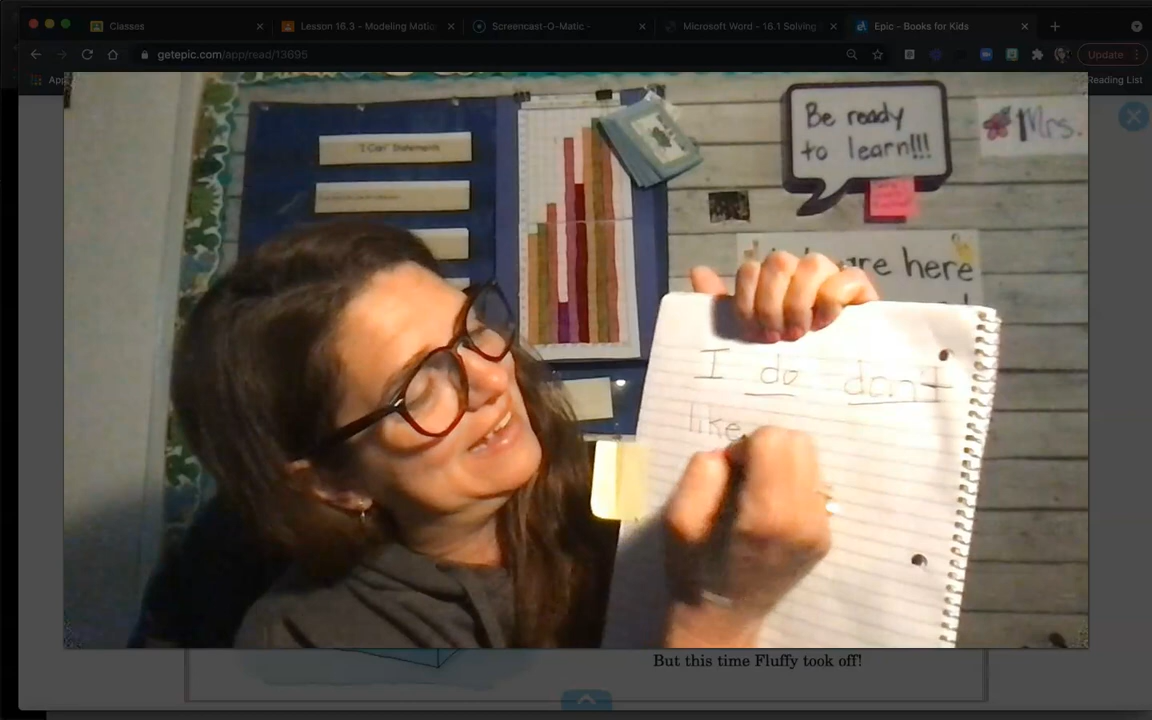 Classes
Lesson 16.3 - Modeling Motic
Screencast-O-Matic -
Microsoft Word - 16.1 Solving
Epic - Books for Kids
getepic.com/app/read/13695
Update
App
Reading List
"I Can" Statements
Be ready
to learn!!!
Mrs.
are here
I do don't
like
But this time Fluffy took off!